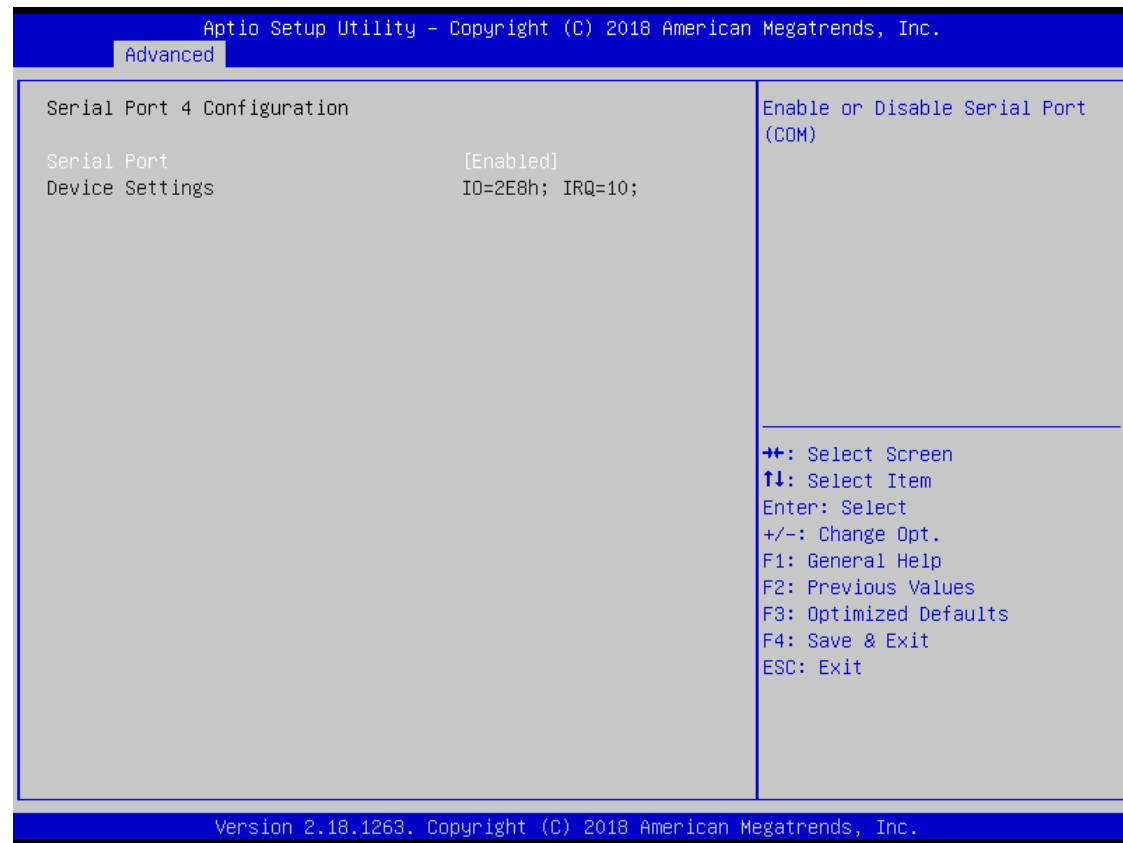 Aptio Setup Utility – Copyright (C) 2018 American Megatrends, Inc.
Advanced
Serial Port 4 Configuration
Serial Port [Enabled]
Device Settings IO=2E8h; IRQ=10;
Enable or Disable Serial Port
(COM)
→←: Select Screen
↑↓: Select Item
Enter: Select
+/-: Change Opt.
F1: General Help
F2: Previous Values
F3: Optimized Defaults
F4: Save & Exit
ESC: Exit
Version 2.18.1263. Copyright (C) 2018 American Megatrends, Inc.